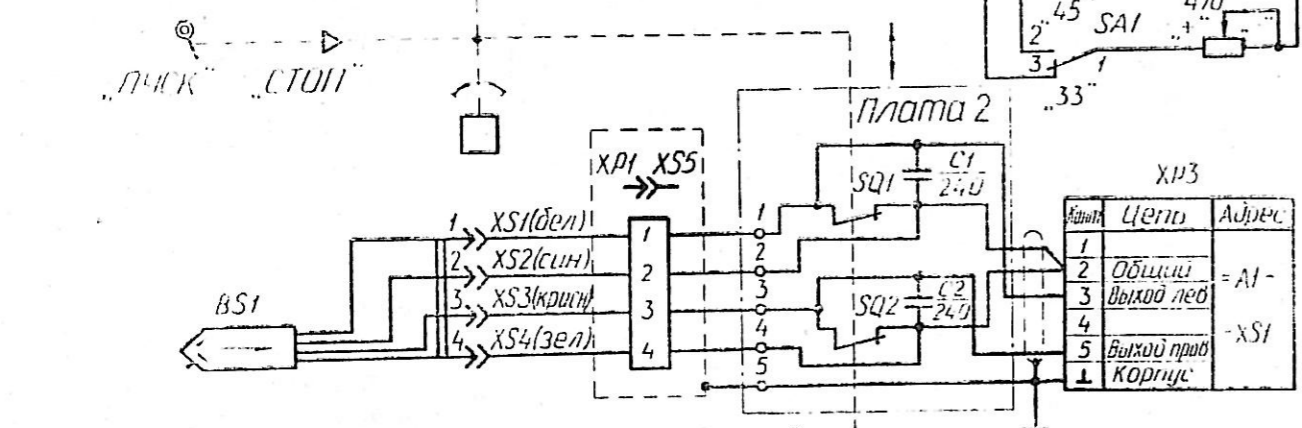 „ПУСК“ „СТОП“
470
2 „45“ SA1 „+“ „-“
3 1
„33“
Плата 2
XP1 XS5
SQ1 C1
240
1 XS1(бел) 1 1
2 XS2(син) 2 2
3 XS3(красн) 3 3
4 XS4(зел) 4 4
5
SQ2 C2
240
BS1
XP3
Конт Цепь Адрес
1
2 Общий =A1-
3 Выход лев
4
5 Выход прав -XS1
⊥ Корпус